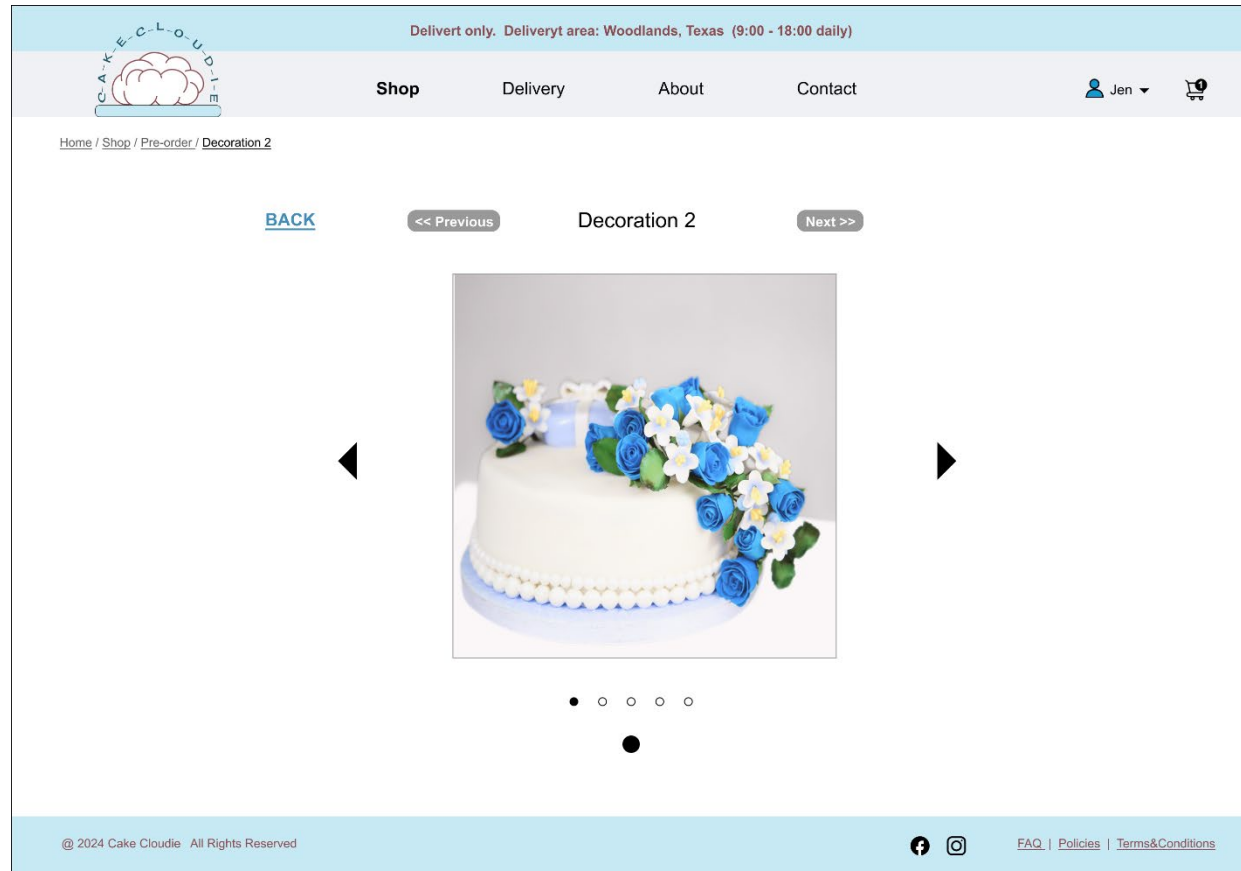 Delivert only. Deliveryt area: Woodlands, Texas (9:00 - 18:00 daily)
C-A-K-E-C-L-O-U-D-I-E
Shop Delivery About Contact Jen 1
Home / Shop / Pre-order / Decoration 2
BACK << Previous Decoration 2 Next >>
@ 2024 Cake Cloudie All Rights Reserved FAQ | Policies | Terms&Conditions